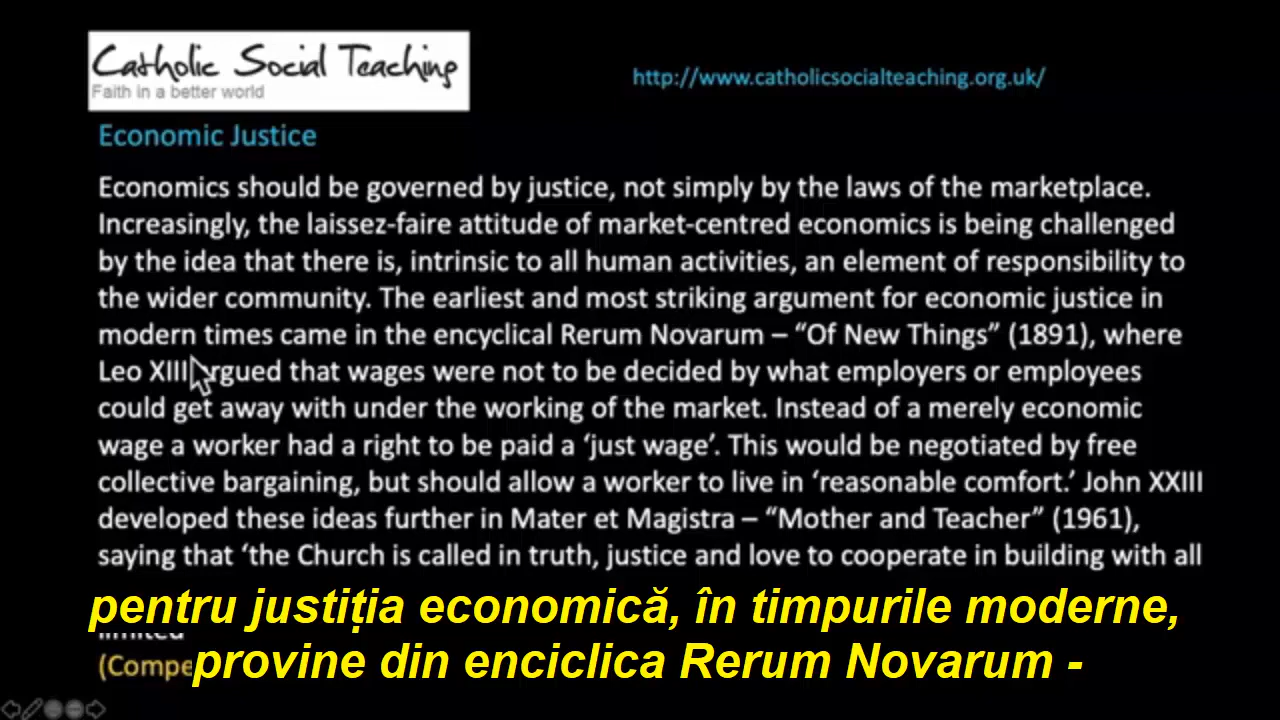 Catholic Social Teaching
Faith in a better world
http://www.catholicsocialteaching.org.uk/
Economic Justice
Economics should be governed by justice, not simply by the laws of the marketplace.
Increasingly, the laissez-faire attitude of market-centred economics is being challenged
by the idea that there is, intrinsic to all human activities, an element of responsibility to
the wider community. The earliest and most striking argument for economic justice in
modern times came in the encyclical Rerum Novarum – “Of New Things” (1891), where
Leo XIII argued that wages were not to be decided by what employers or employees
could get away with under the working of the market. Instead of a merely economic
wage a worker had a right to be paid a ‘just wage’. This would be negotiated by free
collective bargaining, but should allow a worker to live in ‘reasonable comfort.’ John XXIII
developed these ideas further in Mater et Magistra – “Mother and Teacher” (1961),
saying that ‘the Church is called in truth, justice and love to cooperate in building with all
pentru justiția economică, în timpurile moderne,
limited
(Compe
provine din enciclica Rerum Novarum -